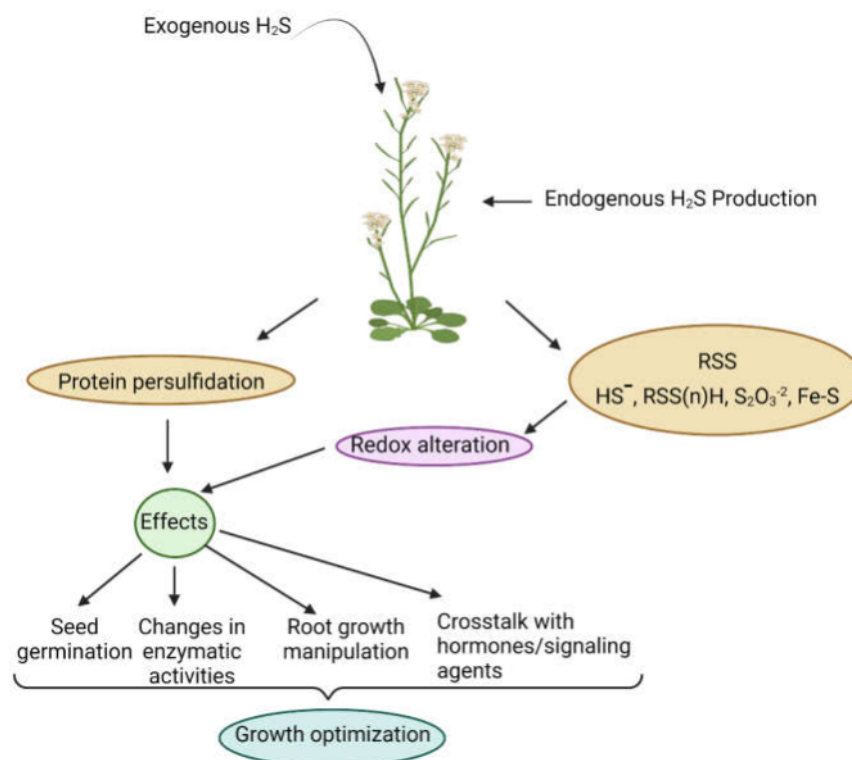 Exogenous H₂S
Endogenous H₂S Production
Protein persulfidation
RSS
HS⁻, RSS(n)H, S₂O₃⁻², Fe-S
Redox alteration
Effects
Seed
germination
Changes in
enzymatic
activities
Root growth
manipulation
Crosstalk with
hormones/signaling
agents
Growth optimization